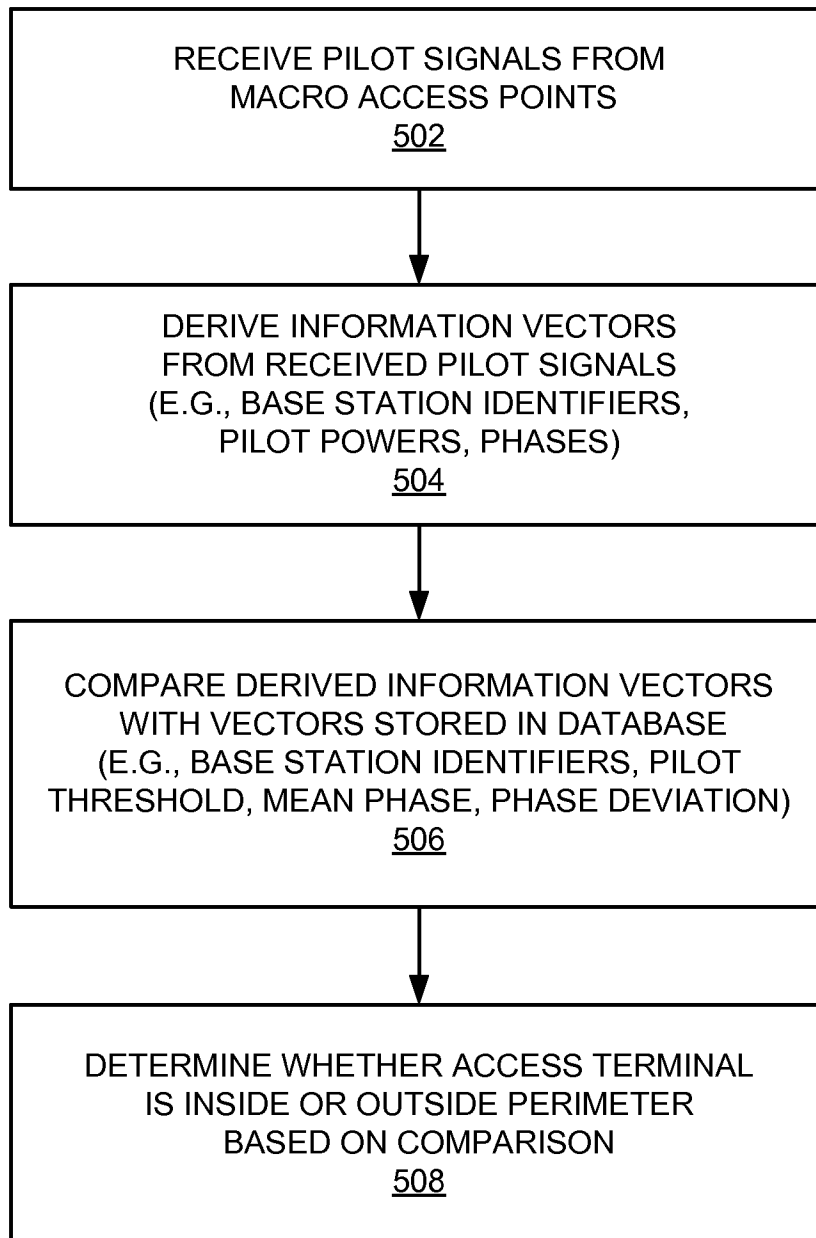 RECEIVE PILOT SIGNALS FROM
MACRO ACCESS POINTS
502
DERIVE INFORMATION VECTORS
FROM RECEIVED PILOT SIGNALS
(E.G., BASE STATION IDENTIFIERS,
PILOT POWERS, PHASES)
504
COMPARE DERIVED INFORMATION VECTORS
WITH VECTORS STORED IN DATABASE
(E.G., BASE STATION IDENTIFIERS, PILOT
THRESHOLD, MEAN PHASE, PHASE DEVIATION)
506
DETERMINE WHETHER ACCESS TERMINAL
IS INSIDE OR OUTSIDE PERIMETER
BASED ON COMPARISON
508